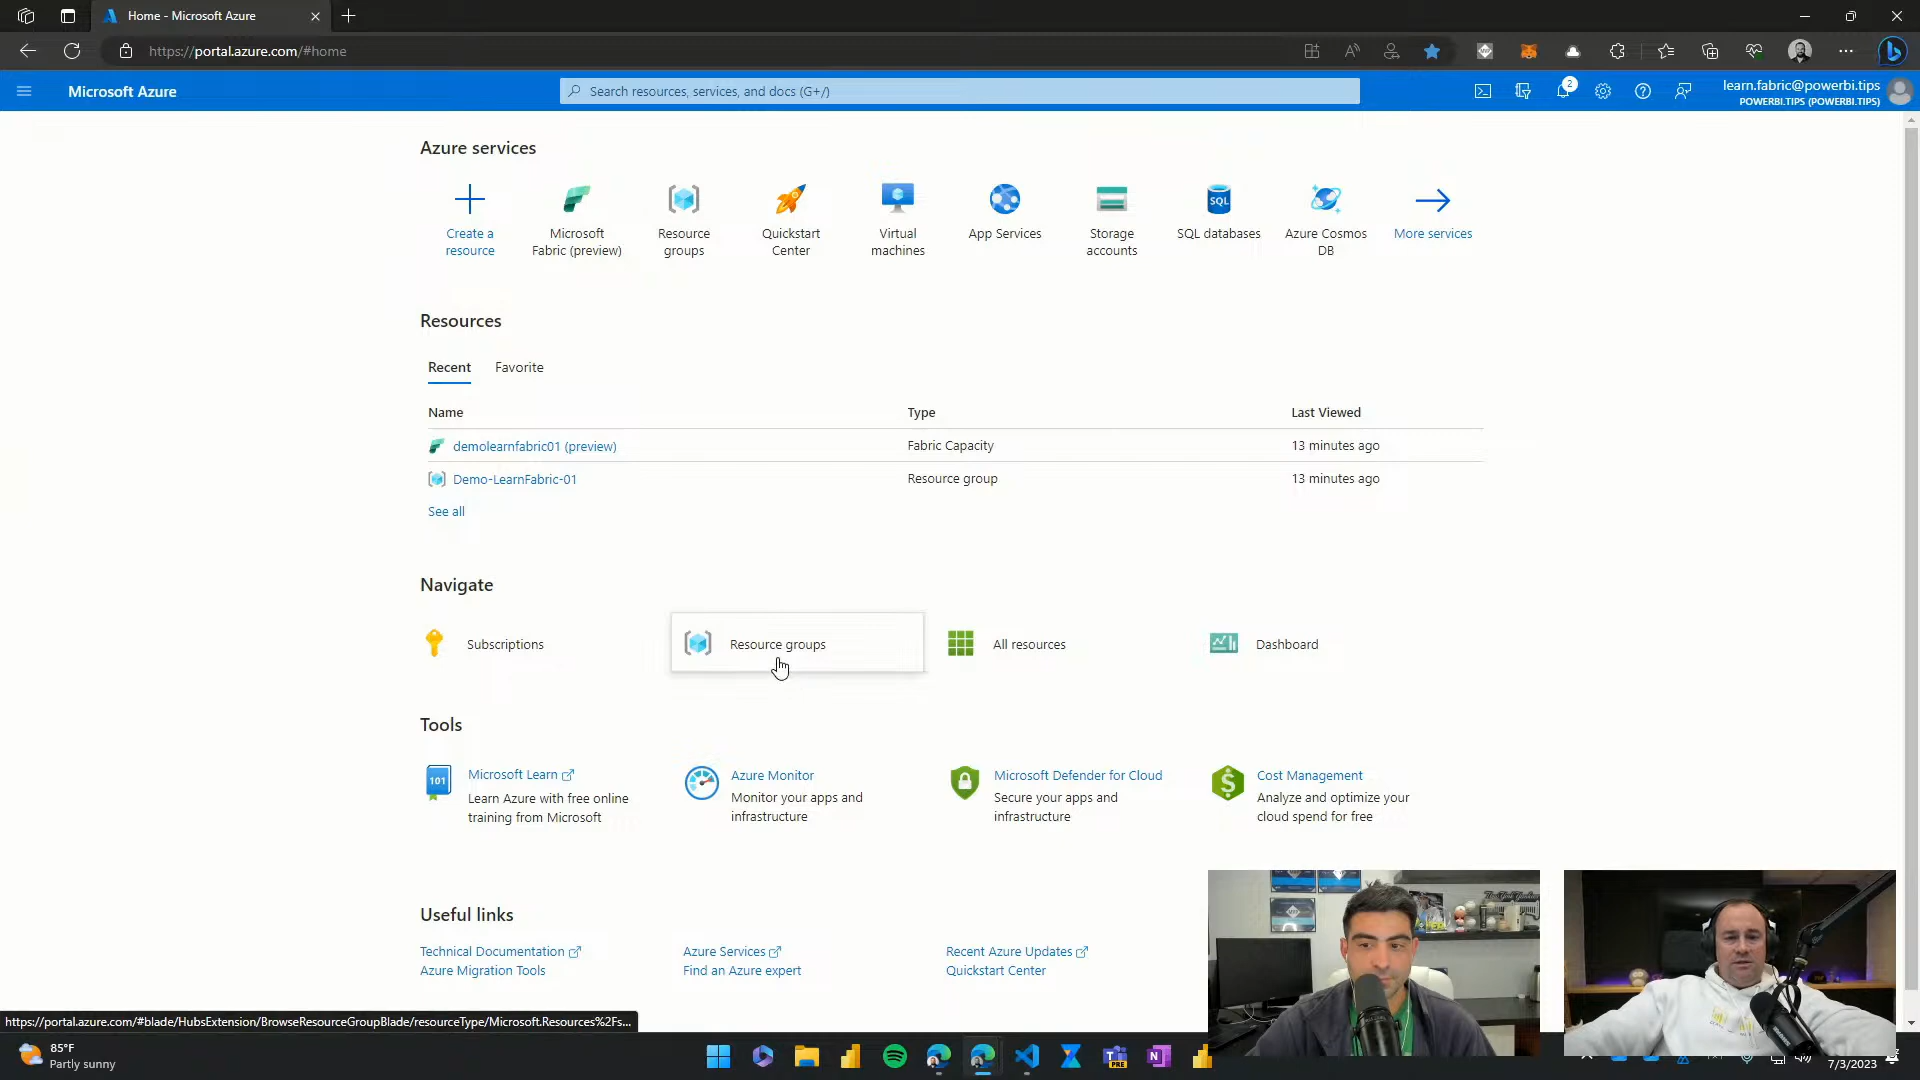 Home - Microsoft Azure
https://portal.azure.com/#home
Microsoft Azure
Search resources, services, and docs (G+/)
2
learn.fabric@powerbi.tips
POWERBI.TIPS (POWERBI.TIPS)
Azure services
Create a resource
Microsoft Fabric (preview)
Resource groups
Quickstart Center
Virtual machines
App Services
Storage accounts
SQL
SQL databases
Azure Cosmos DB
More services
Resources
Recent
Favorite
Name
Type
Last Viewed
demolearnfabric01 (preview)
Fabric Capacity
13 minutes ago
Demo-LearnFabric-01
Resource group
13 minutes ago
See all
Navigate
Subscriptions
Resource groups
All resources
Dashboard
Tools
101
Microsoft Learn
Learn Azure with free online
training from Microsoft
Azure Monitor
Monitor your apps and
infrastructure
Microsoft Defender for Cloud
Secure your apps and
infrastructure
Cost Management
Analyze and optimize your
cloud spend for free
Useful links
Technical Documentation
Azure Services
Recent Azure Updates
Azure Migration Tools
Find an Azure expert
Quickstart Center
https://portal.azure.com/#blade/HubsExtension/BrowseResourceGroupBlade/resourceType/Microsoft.Resources%2Fs...
85°F
Partly sunny
PRE
7/3/2023